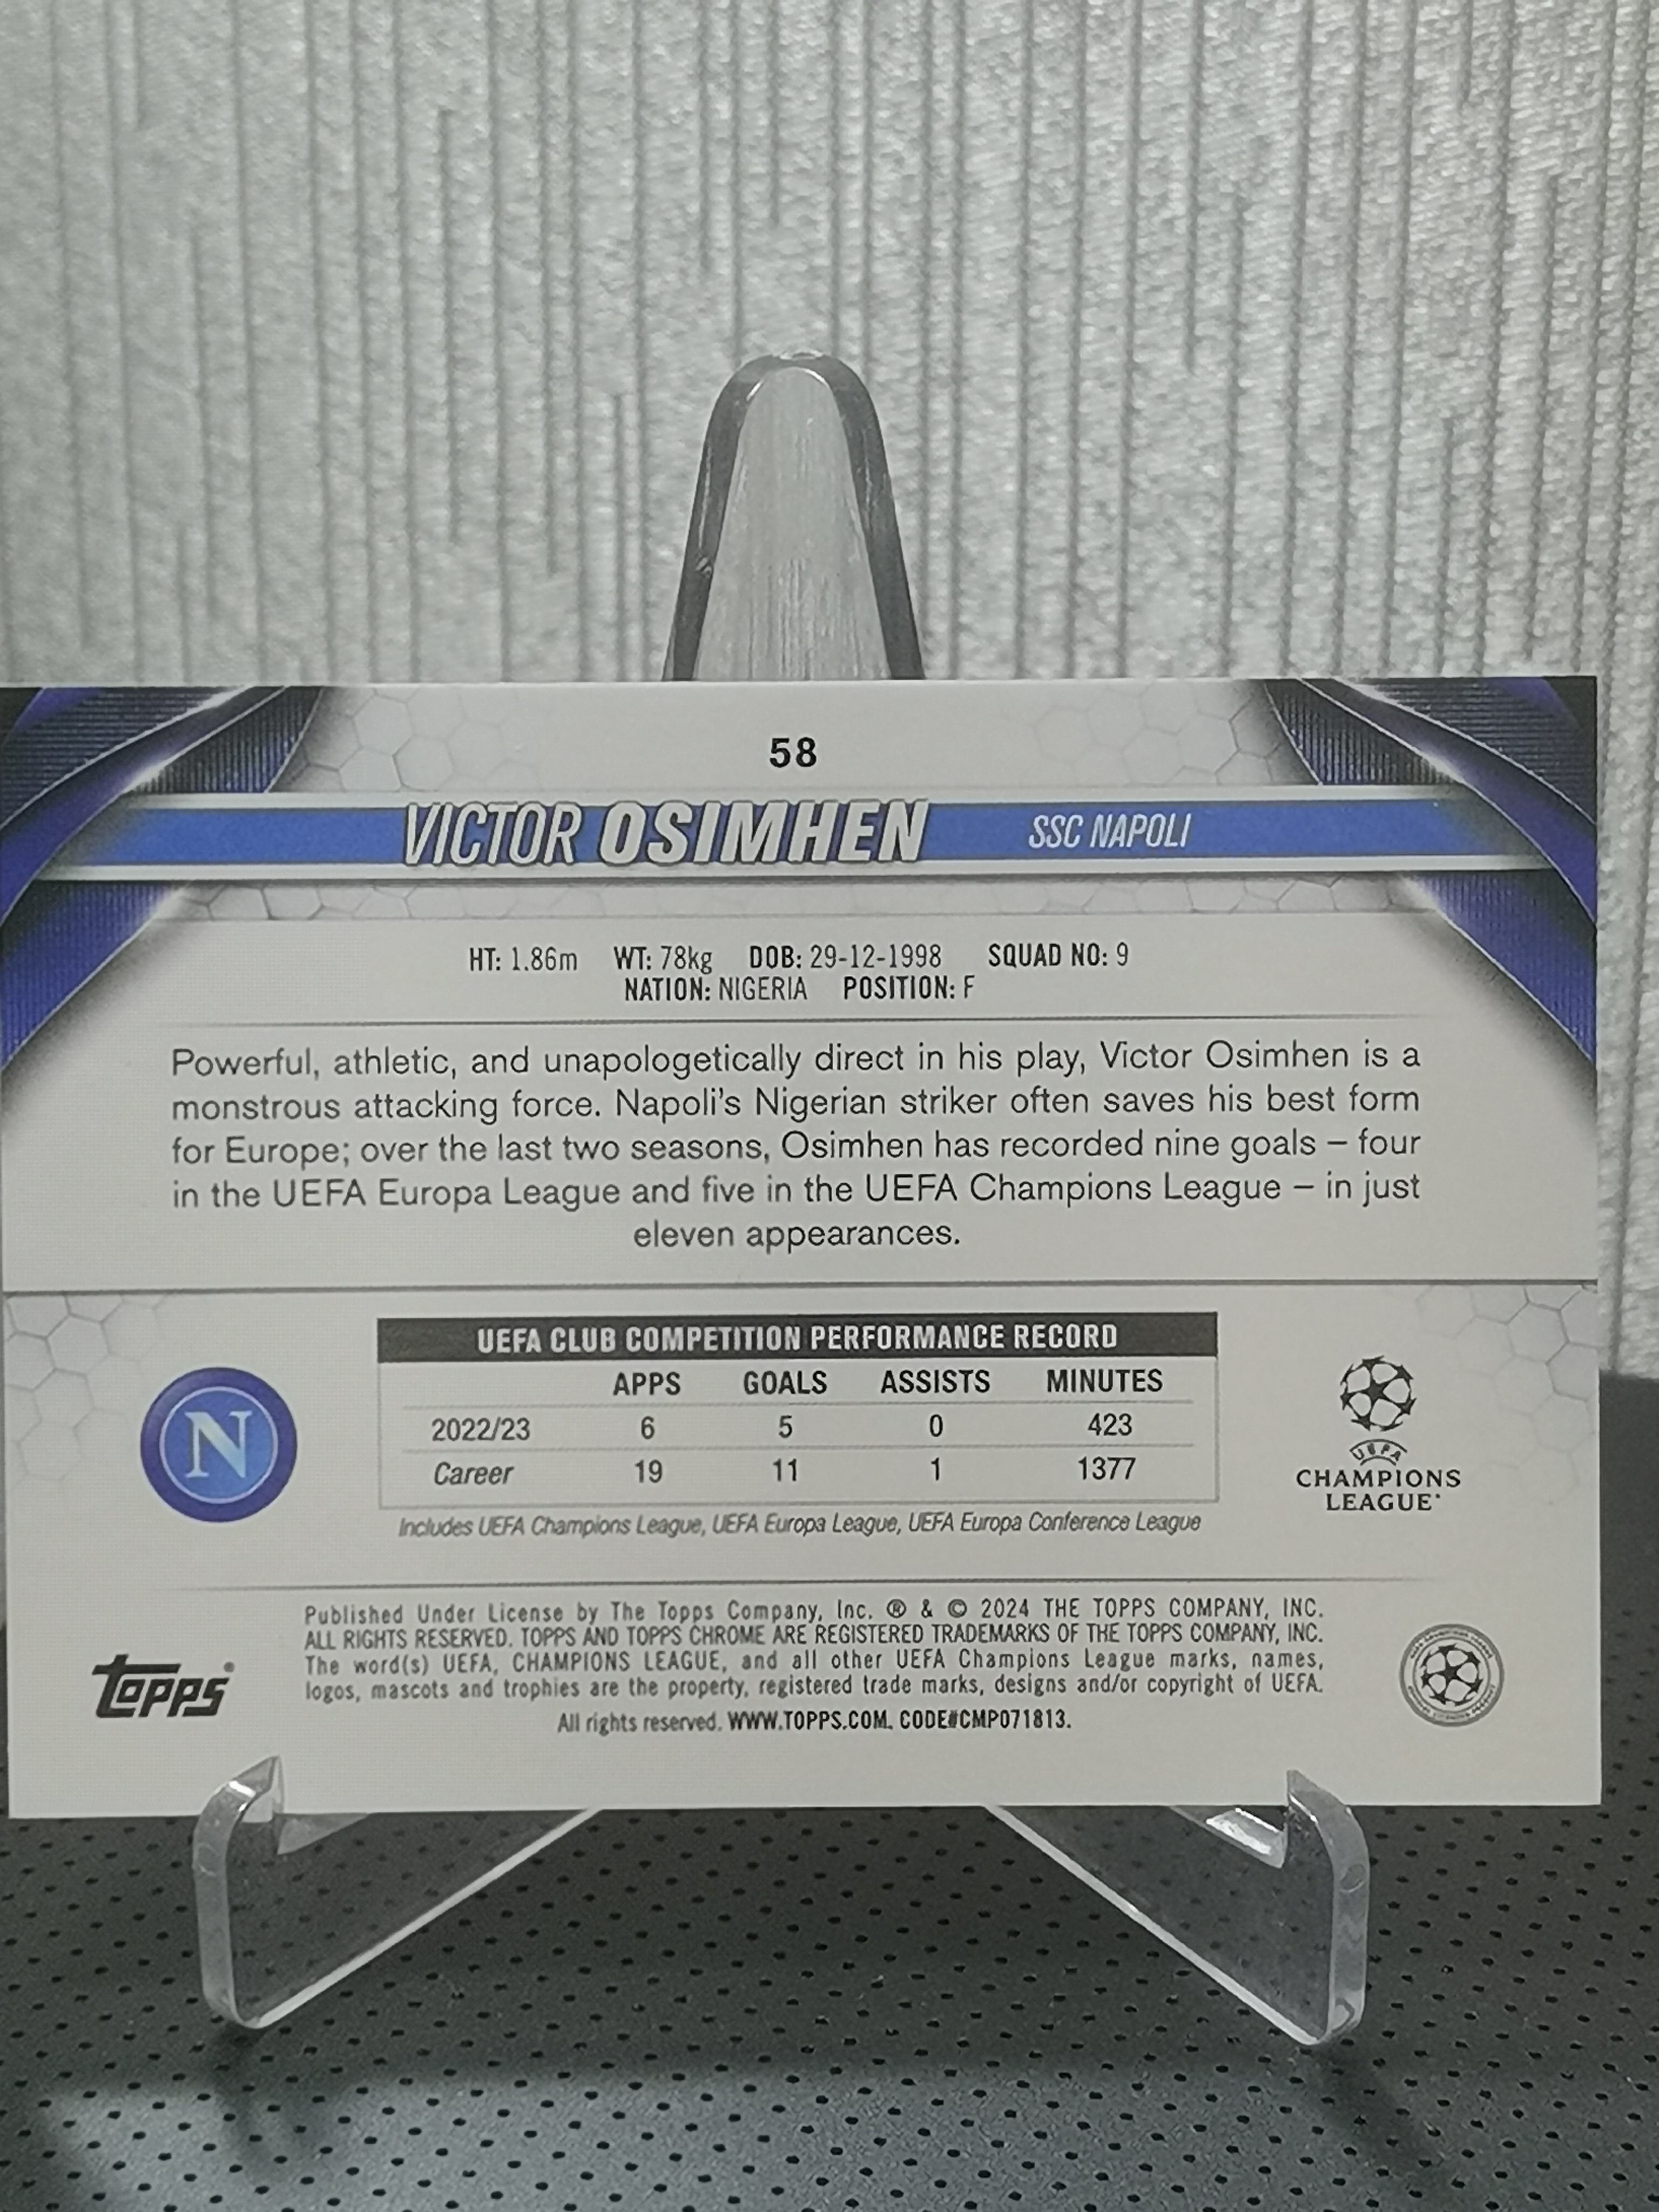 58
VICTOR OSIMHEN SSC NAPOLI
HT: 1.86m WT: 78kg DOB: 29-12-1998 SQUAD NO: 9
NATION: NIGERIA POSITION: F
Powerful, athletic, and unapologetically direct in his play, Victor Osimhen is a
monstrous attacking force. Napoli's Nigerian striker often saves his best form
for Europe; over the last two seasons, Osimhen has recorded nine goals – four
in the UEFA Europa League and five in the UEFA Champions League – in just
eleven appearances.
UEFA CLUB COMPETITION PERFORMANCE RECORD
APPS GOALS ASSISTS MINUTES
2022/23 6 5 0 423
Career 19 11 1 1377
Includes UEFA Champions League, UEFA Europa League, UEFA Europa Conference League
N
UEFA
CHAMPIONS
LEAGUE
Published Under License by The Topps Company, Inc. ® & © 2024 THE TOPPS COMPANY, INC.
ALL RIGHTS RESERVED. TOPPS AND TOPPS CHROME ARE REGISTERED TRADEMARKS OF THE TOPPS COMPANY, INC.
The word(s) UEFA, CHAMPIONS LEAGUE, and all other UEFA Champions League marks, names,
logos, mascots and trophies are the property, registered trade marks, designs and/or copyright of UEFA.
All rights reserved. WWW.TOPPS.COM. CODE#CMP071813.
TOPPS®